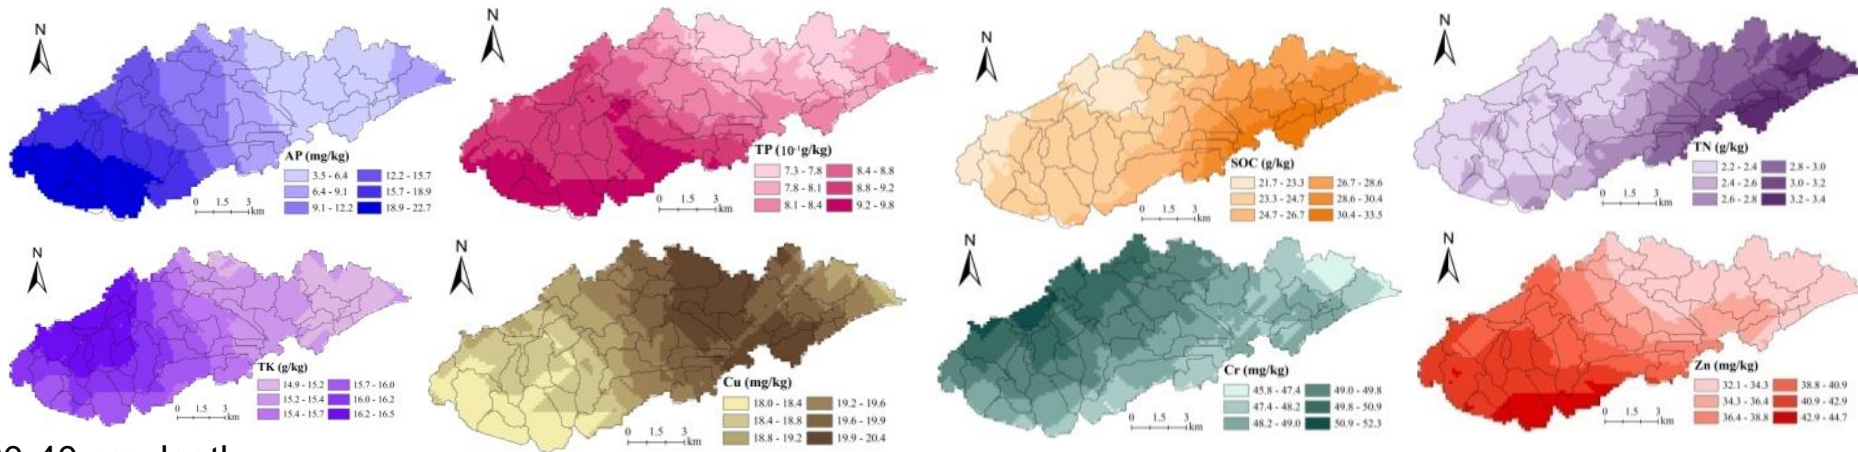 N
AP (mg/kg)
3.5 - 6.4 12.2 - 15.7
6.4 - 9.1 15.7 - 18.9
9.1 - 12.2 18.9 - 22.7
0 1.5 3
km
N
TP (10⁻¹g/kg)
7.3 - 7.8 8.4 - 8.8
7.8 - 8.1 8.8 - 9.2
8.1 - 8.4 9.2 - 9.8
0 1.5 3
km
N
SOC (g/kg)
21.7 - 23.3 26.7 - 28.6
23.3 - 24.7 28.6 - 30.4
24.7 - 26.7 30.4 - 33.5
0 1.5 3
km
N
TN (g/kg)
2.2 - 2.4 2.8 - 3.0
2.4 - 2.6 3.0 - 3.2
2.6 - 2.8 3.2 - 3.4
0 1.5 3
km
N
TK (g/kg)
14.9 - 15.2 15.7 - 16.0
15.2 - 15.4 16.0 - 16.2
15.4 - 15.7 16.2 - 16.5
0 1.5 3
km
N
Cu (mg/kg)
18.0 - 18.4 19.2 - 19.6
18.4 - 18.8 19.6 - 19.9
18.8 - 19.2 19.9 - 20.4
0 1.5 3
km
N
Cr (mg/kg)
45.8 - 47.4 49.0 - 49.8
47.4 - 48.2 49.8 - 50.9
48.2 - 49.0 50.9 - 52.3
0 1.5 3
km
N
Zn (mg/kg)
32.1 - 34.3 38.8 - 40.9
34.3 - 36.4 40.9 - 42.9
36.4 - 38.8 42.9 - 44.7
0 1.5 3
km